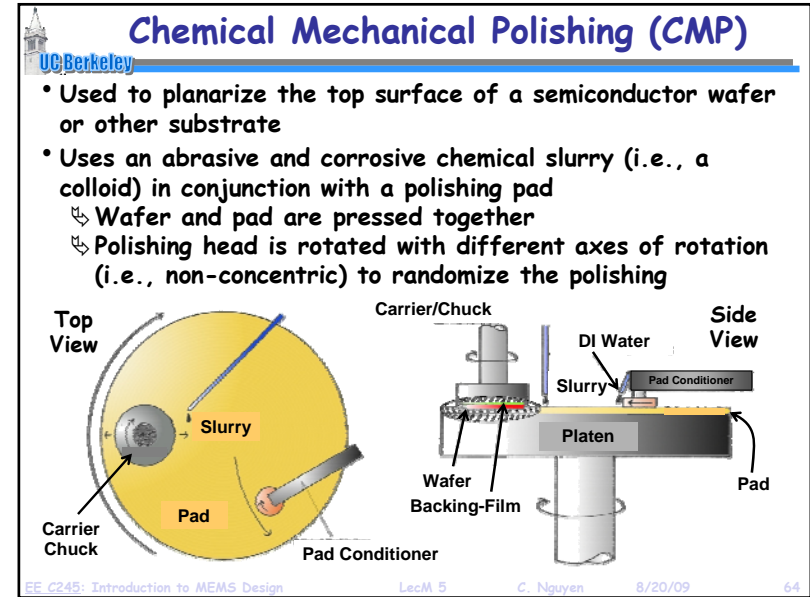 Chemical Mechanical Polishing (CMP)
UC Berkeley
• Used to planarize the top surface of a semiconductor wafer
or other substrate
• Uses an abrasive and corrosive chemical slurry (i.e., a
colloid) in conjunction with a polishing pad
Wafer and pad are pressed together
Polishing head is rotated with different axes of rotation
(i.e., non-concentric) to randomize the polishing
Top
View
Slurry
Pad
Carrier
Chuck
Pad Conditioner
Carrier/Chuck
Side
View
DI Water
Slurry
Pad Conditioner
Platen
Wafer
Backing-Film
Pad
EE C245: Introduction to MEMS Design LecM 5 C. Nguyen 8/20/09 64